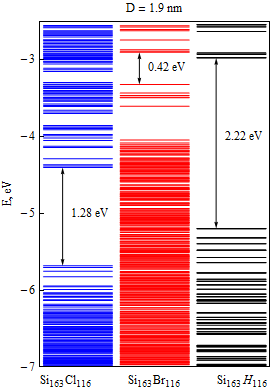 D = 1.9 nm
−3
0.42 eV
−4
2.22 eV
E, eV
−5
1.28 eV
−6
−7
Si₁₆₃Cl₁₁₆ Si₁₆₃Br₁₁₆ Si₁₆₃H₁₁₆